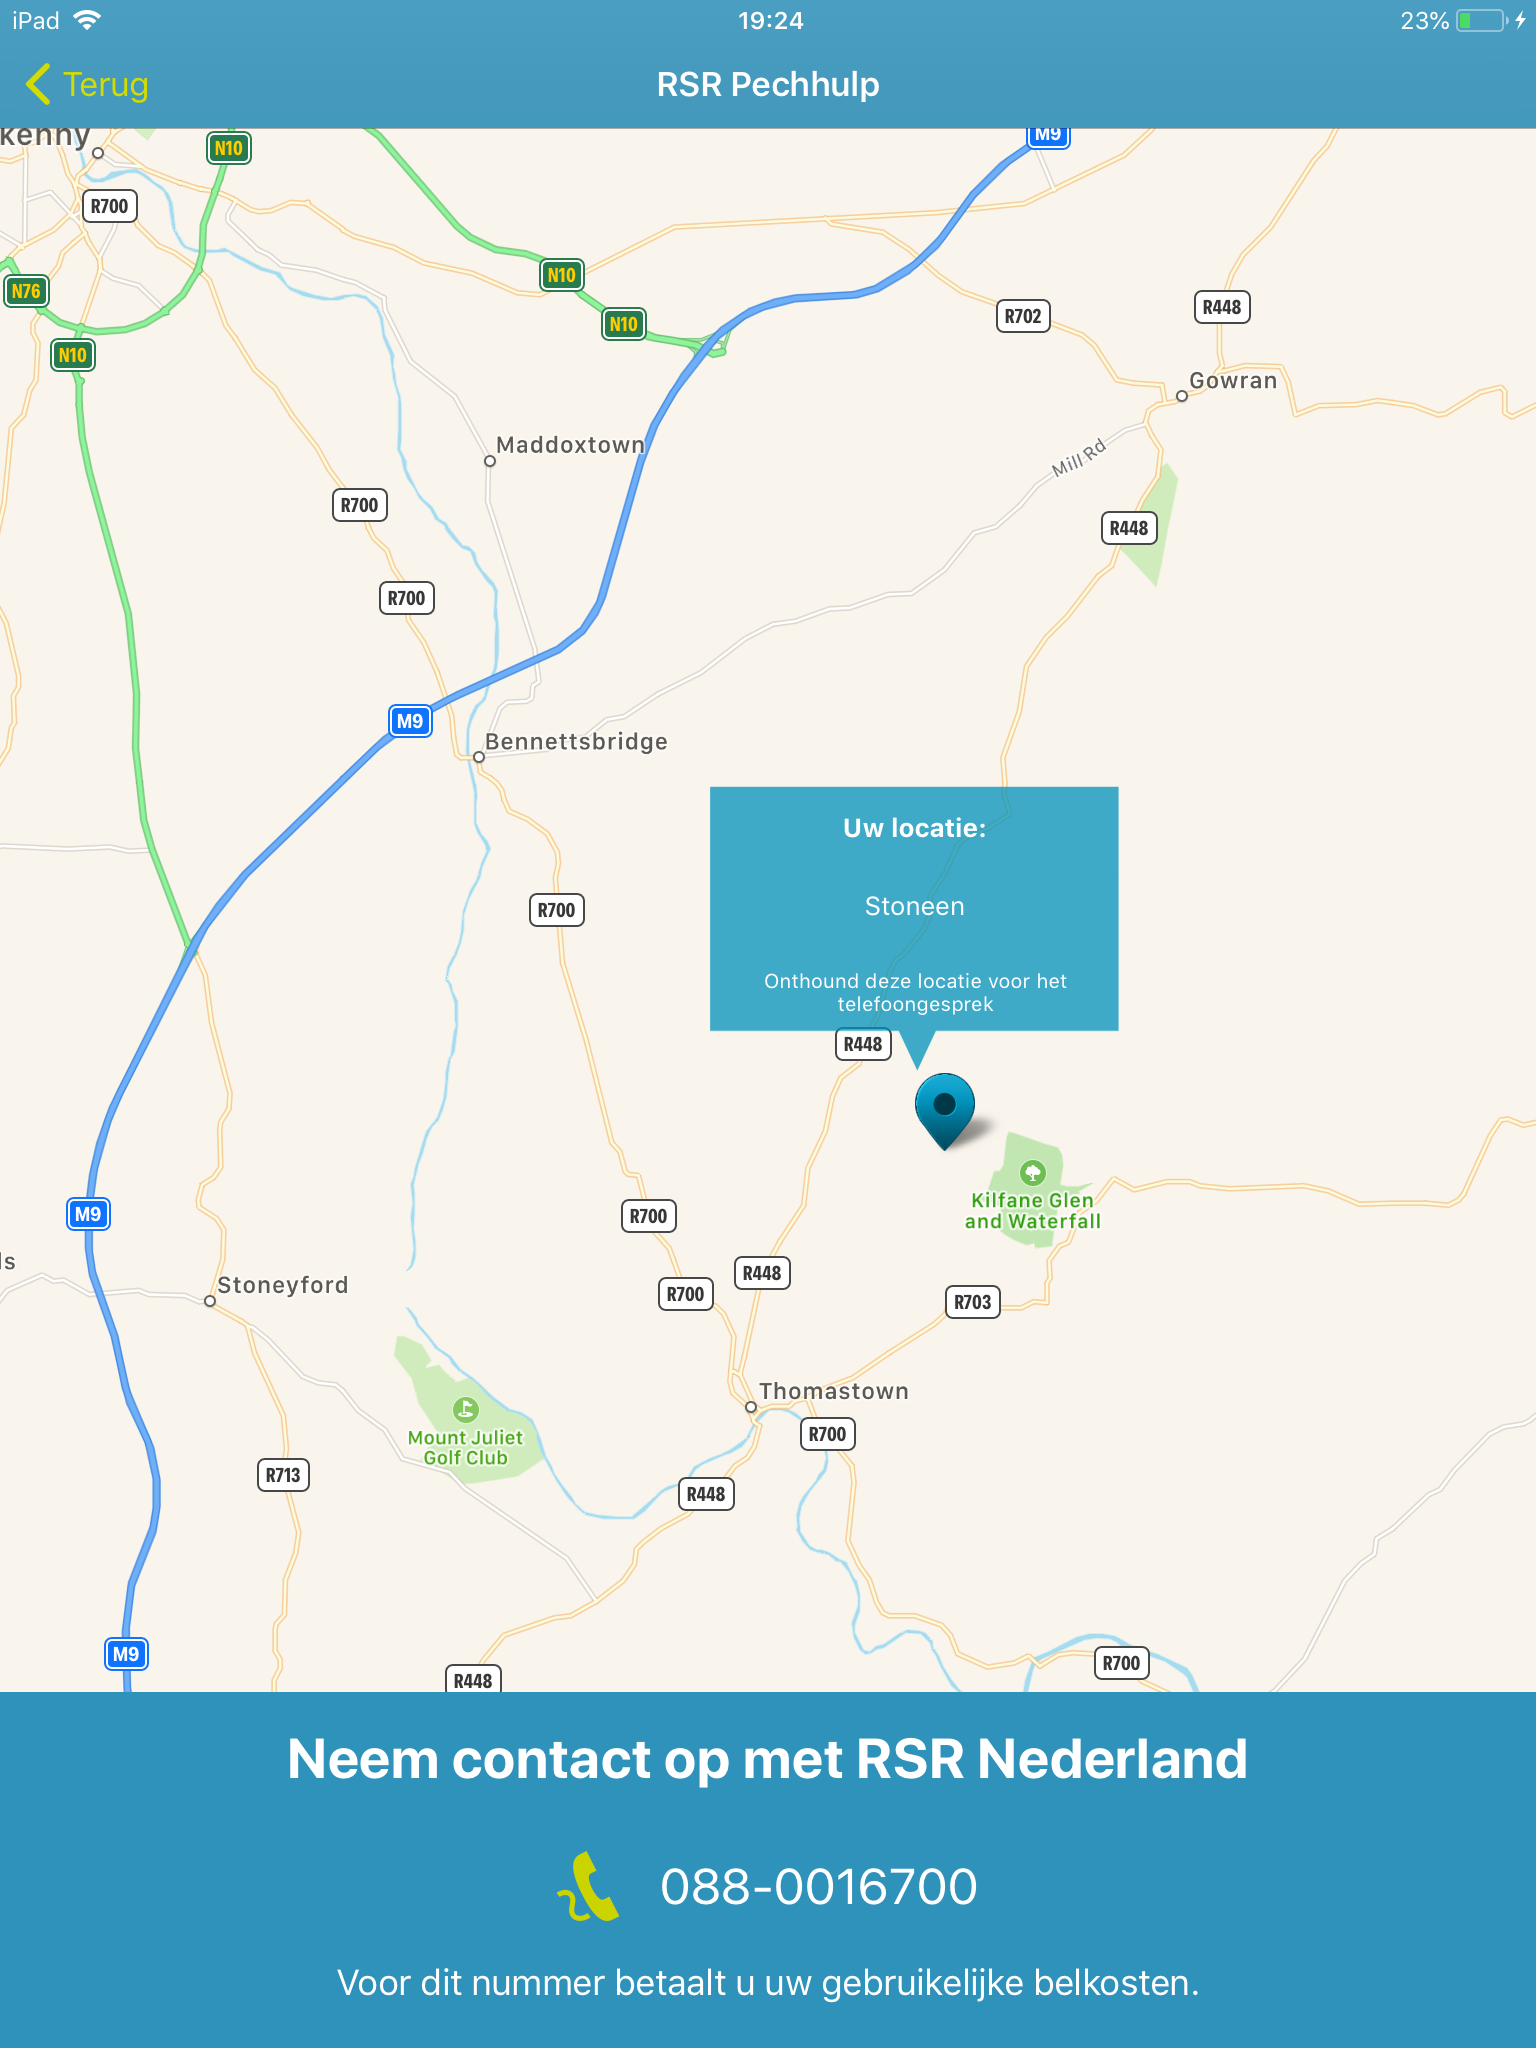 iPad 19:24 23%
Terug RSR Pechhulp
kenny
M9
N10
R700
N10
N76
R448
R702
N10
N10
Gowran
Maddoxtown
Mill Rd
R700
R448
R700
M9
Bennettsbridge
Uw locatie:
Stoneen
R700
Onthound deze locatie voor het
telefoongesprek
R448
Kilfane Glen
and Waterfall
M9
R700
ls
R448
Stoneyford
R700
R703
Thomastown
Mount Juliet
Golf Club
R700
R713
R448
M9
R700
R448
Neem contact op met RSR Nederland
088-0016700
Voor dit nummer betaalt u uw gebruikelijke belkosten.